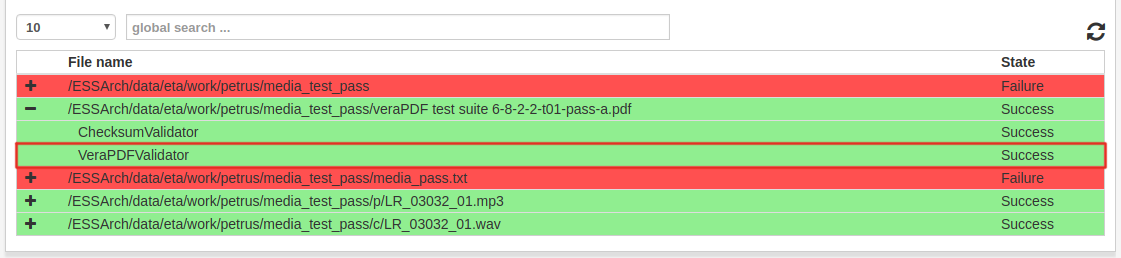 10 global search ...
File name State
/ESSArch/data/eta/work/petrus/media_test_pass Failure
/ESSArch/data/eta/work/petrus/media_test_pass/veraPDF test suite 6-8-2-2-t01-pass-a.pdf Success
ChecksumValidator Success
VeraPDFValidator Success
/ESSArch/data/eta/work/petrus/media_test_pass/media_pass.txt Failure
/ESSArch/data/eta/work/petrus/media_test_pass/p/LR_03032_01.mp3 Success
/ESSArch/data/eta/work/petrus/media_test_pass/c/LR_03032_01.wav Success